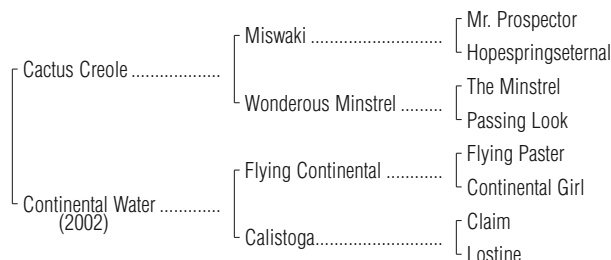 Mr. Prospector
Miswaki ..............................
Hopespringseternal
Cactus Creole ....................
The Minstrel
Wonderous Minstrel .........
Passing Look
Flying Paster
Flying Continental ............
Continental Girl
Continental Water .............
(2002)
Claim
Calistoga.............................
Lostine